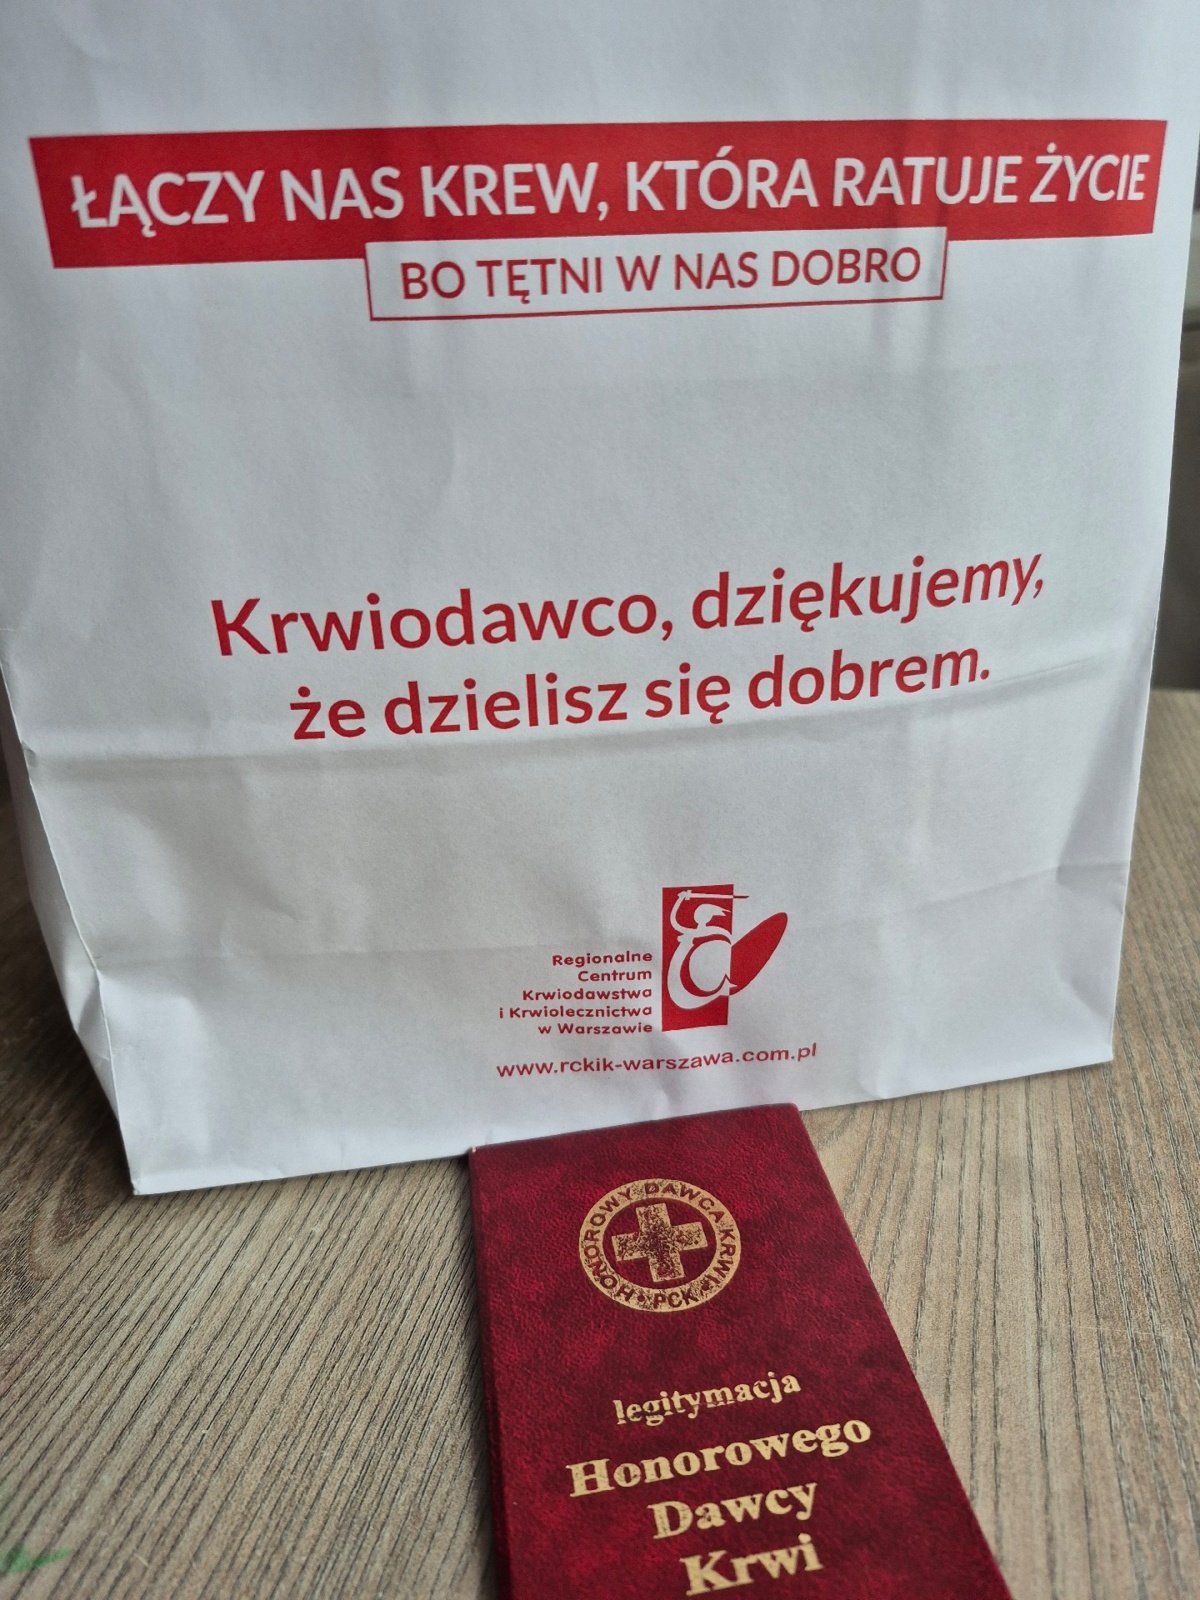 ŁĄCZY NAS KREW, KTÓRA RATUJE ŻYCIE
BO TĘTNI W NAS DOBRO
Krwiodawco, dziękujemy,
że dzielisz się dobrem.
Regionalne
Centrum
Krwiodawstwa
i Krwiolecznictwa
w Warszawie
www.rckik-warszawa.com.pl
HONOROWY DAWCA KRWI • PCK •
legitymacja
Honorowego
Dawcy
Krwi